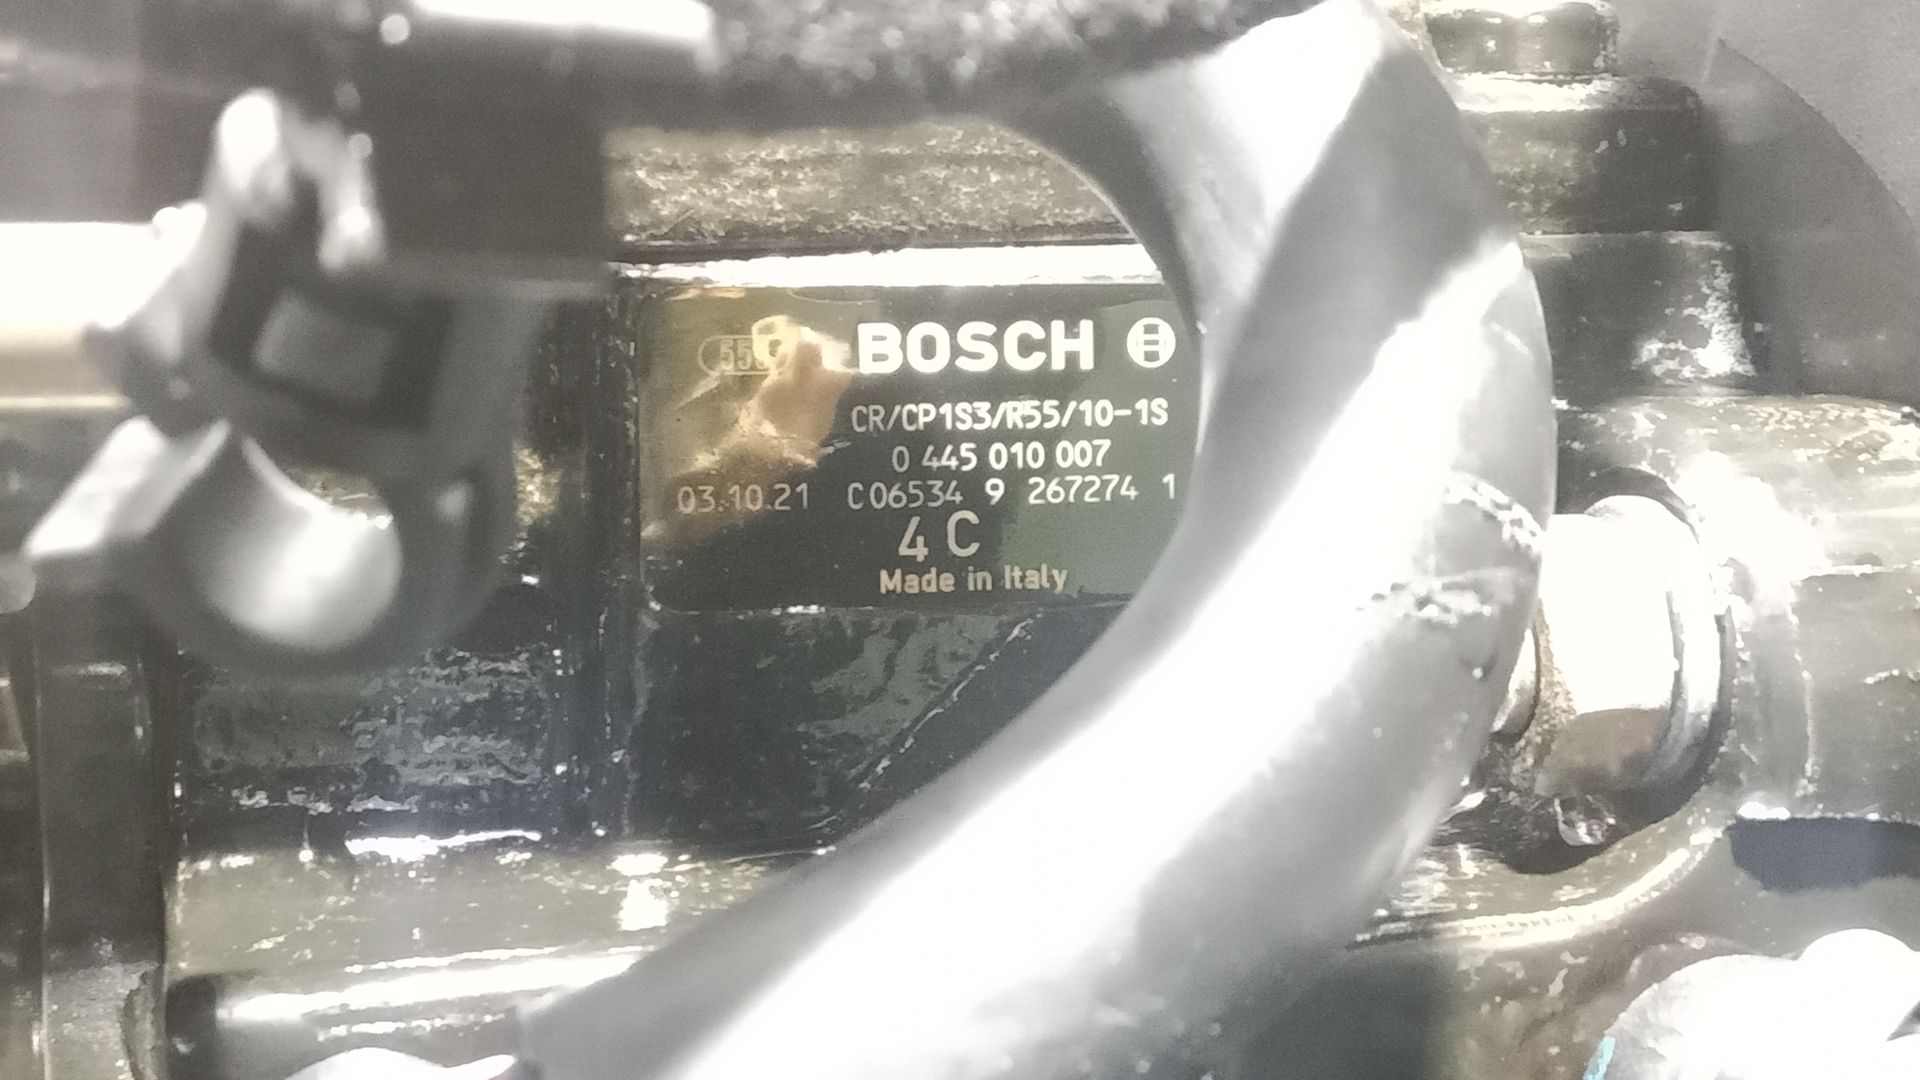 BOSCH
CR/CP1S3/R55/10-1S
0 445 010 007
03.10.21 C06534 9 267274 1
4 C
Made in Italy